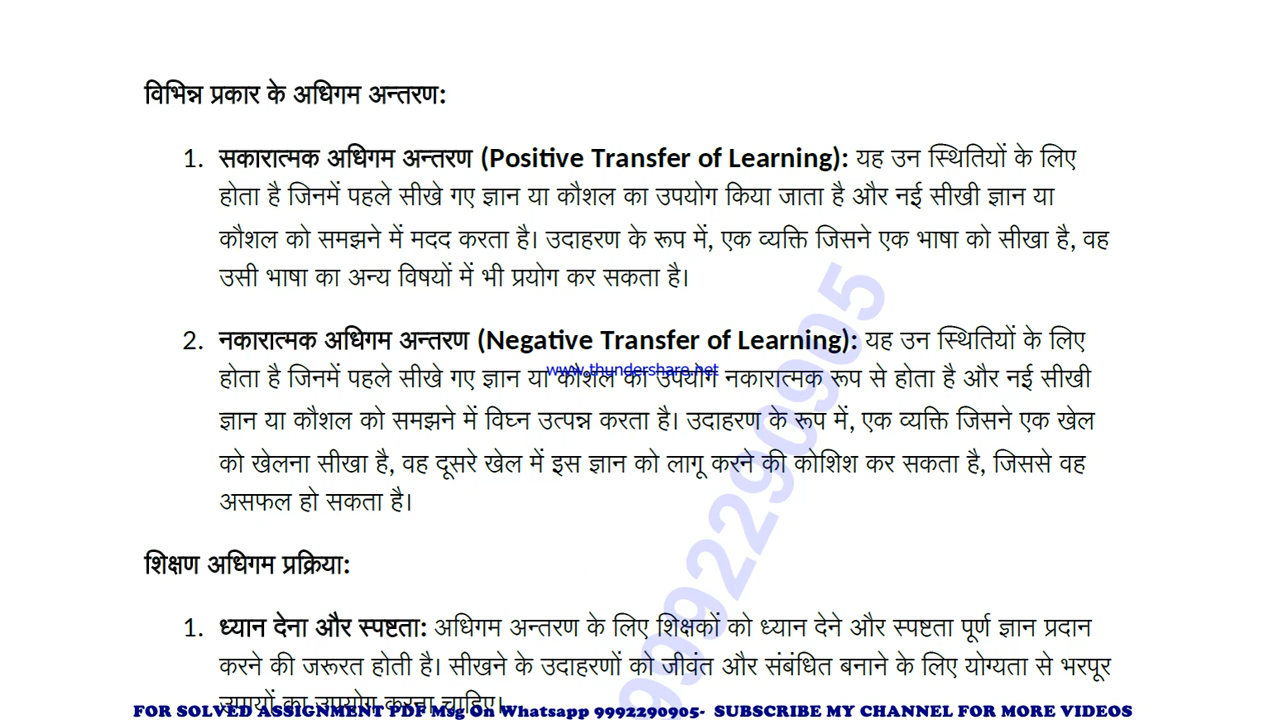 विभिन्न प्रकार के अधिगम अन्तरण:
1. सकारात्मक अधिगम अन्तरण (Positive Transfer of Learning): यह उन स्थितियों के लिए
होता है जिनमें पहले सीखे गए ज्ञान या कौशल का उपयोग किया जाता है और नई सीखी ज्ञान या
कौशल को समझने में मदद करता है। उदाहरण के रूप में, एक व्यक्ति जिसने एक भाषा को सीखा है, वह
उसी भाषा का अन्य विषयों में भी प्रयोग कर सकता है।
2. नकारात्मक अधिगम अन्तरण (Negative Transfer of Learning): यह उन स्थितियों के लिए
www.thundershare.net
होता है जिनमें पहले सीखे गए ज्ञान या कौशल का उपयोग नकारात्मक रूप से होता है और नई सीखी
ज्ञान या कौशल को समझने में विघ्न उत्पन्न करता है। उदाहरण के रूप में, एक व्यक्ति जिसने एक खेल
को खेलना सीखा है, वह दूसरे खेल में इस ज्ञान को लागू करने की कोशिश कर सकता है, जिससे वह
असफल हो सकता है।
शिक्षण अधिगम प्रक्रिया:
1. ध्यान देना और स्पष्टता: अधिगम अन्तरण के लिए शिक्षकों को ध्यान देने और स्पष्टता पूर्ण ज्ञान प्रदान
करने की जरूरत होती है। सीखने के उदाहरणों को जीवंत और संबंधित बनाने के लिए योग्यता से भरपूर
उपायों का उपयोग करना चाहिए।
FOR SOLVED ASSIGNMENT PDF Msg On Whatsapp 9992290905- SUBSCRIBE MY CHANNEL FOR MORE VIDEOS
9992290905